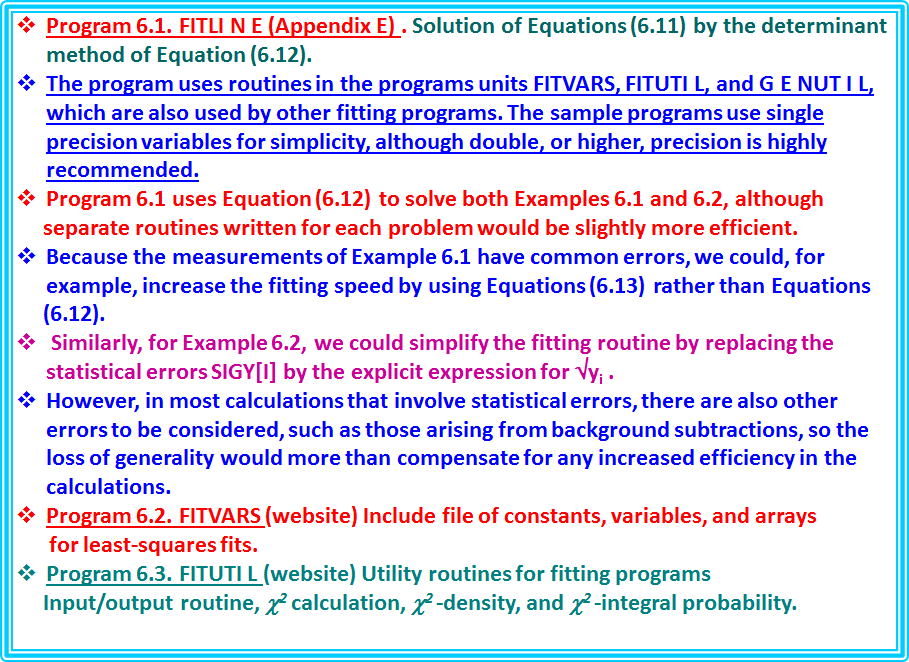 ❖ Program 6.1. FITLI N E (Appendix E) . Solution of Equations (6.11) by the determinant
method of Equation (6.12).
❖ The program uses routines in the programs units FITVARS, FITUTI L, and G E NUT I L,
which are also used by other fitting programs. The sample programs use single
precision variables for simplicity, although double, or higher, precision is highly
recommended.
❖ Program 6.1 uses Equation (6.12) to solve both Examples 6.1 and 6.2, although
separate routines written for each problem would be slightly more efficient.
❖ Because the measurements of Example 6.1 have common errors, we could, for
example, increase the fitting speed by using Equations (6.13) rather than Equations
(6.12).
❖ Similarly, for Example 6.2, we could simplify the fitting routine by replacing the
statistical errors SIGY[I] by the explicit expression for √yᵢ .
❖ However, in most calculations that involve statistical errors, there are also other
errors to be considered, such as those arising from background subtractions, so the
loss of generality would more than compensate for any increased efficiency in the
calculations.
❖ Program 6.2. FITVARS (website) Include file of constants, variables, and arrays
for least-squares fits.
❖ Program 6.3. FITUTI L (website) Utility routines for fitting programs
Input/output routine, χ² calculation, χ² -density, and χ² -integral probability.